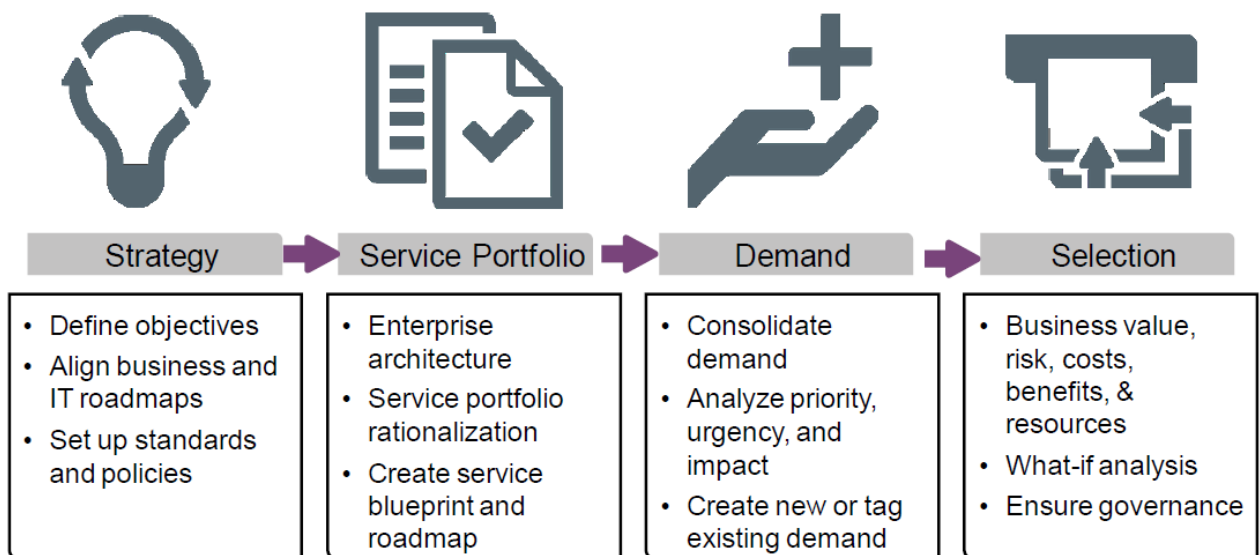 Strategy
Service Portfolio
Demand
Selection
• Define objectives
• Align business and
IT roadmaps
• Set up standards
and policies
• Enterprise
architecture
• Service portfolio
rationalization
• Create service
blueprint and
roadmap
• Consolidate
demand
• Analyze priority,
urgency, and
impact
• Create new or tag
existing demand
• Business value,
risk, costs,
benefits, &
resources
• What-if analysis
• Ensure governance